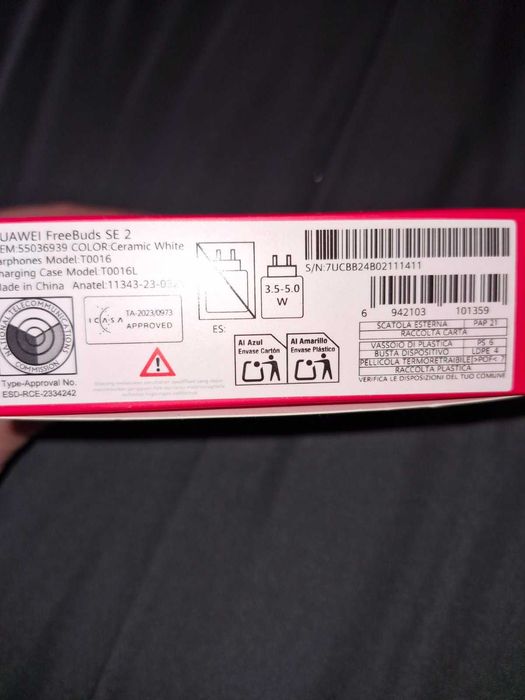 UAWEI FreeBuds SE 2
EM:55036939 COLOR:Ceramic White
arphones Model:T0016
harging Case Model:T0016L
ade in China Anatel:11343-23-03
NATIONAL TELECOMMUNICATIONS
COMMISSION
Type-Approval No.
ESD-RCE-2334242
ICASA
TA-2023/0973
APPROVED
3.5-5.0
W
ES:
Al Azul
Envase Cartón
Al Amarillo
Envase Plástico
S/N:7UCBB24B02111411
6 942103 101359
SCATOLA ESTERNA PAP 21
RACCOLTA CARTA
VASSOIO DI PLASTICA PS 6
BUSTA DISPOSITIVO LDPE 4
PELLICOLA TERMORETRAIBILE >POF< 7
RACCOLTA PLASTICA
VERIFICA LE DISPOSIZIONI DEL TUO COMUNE